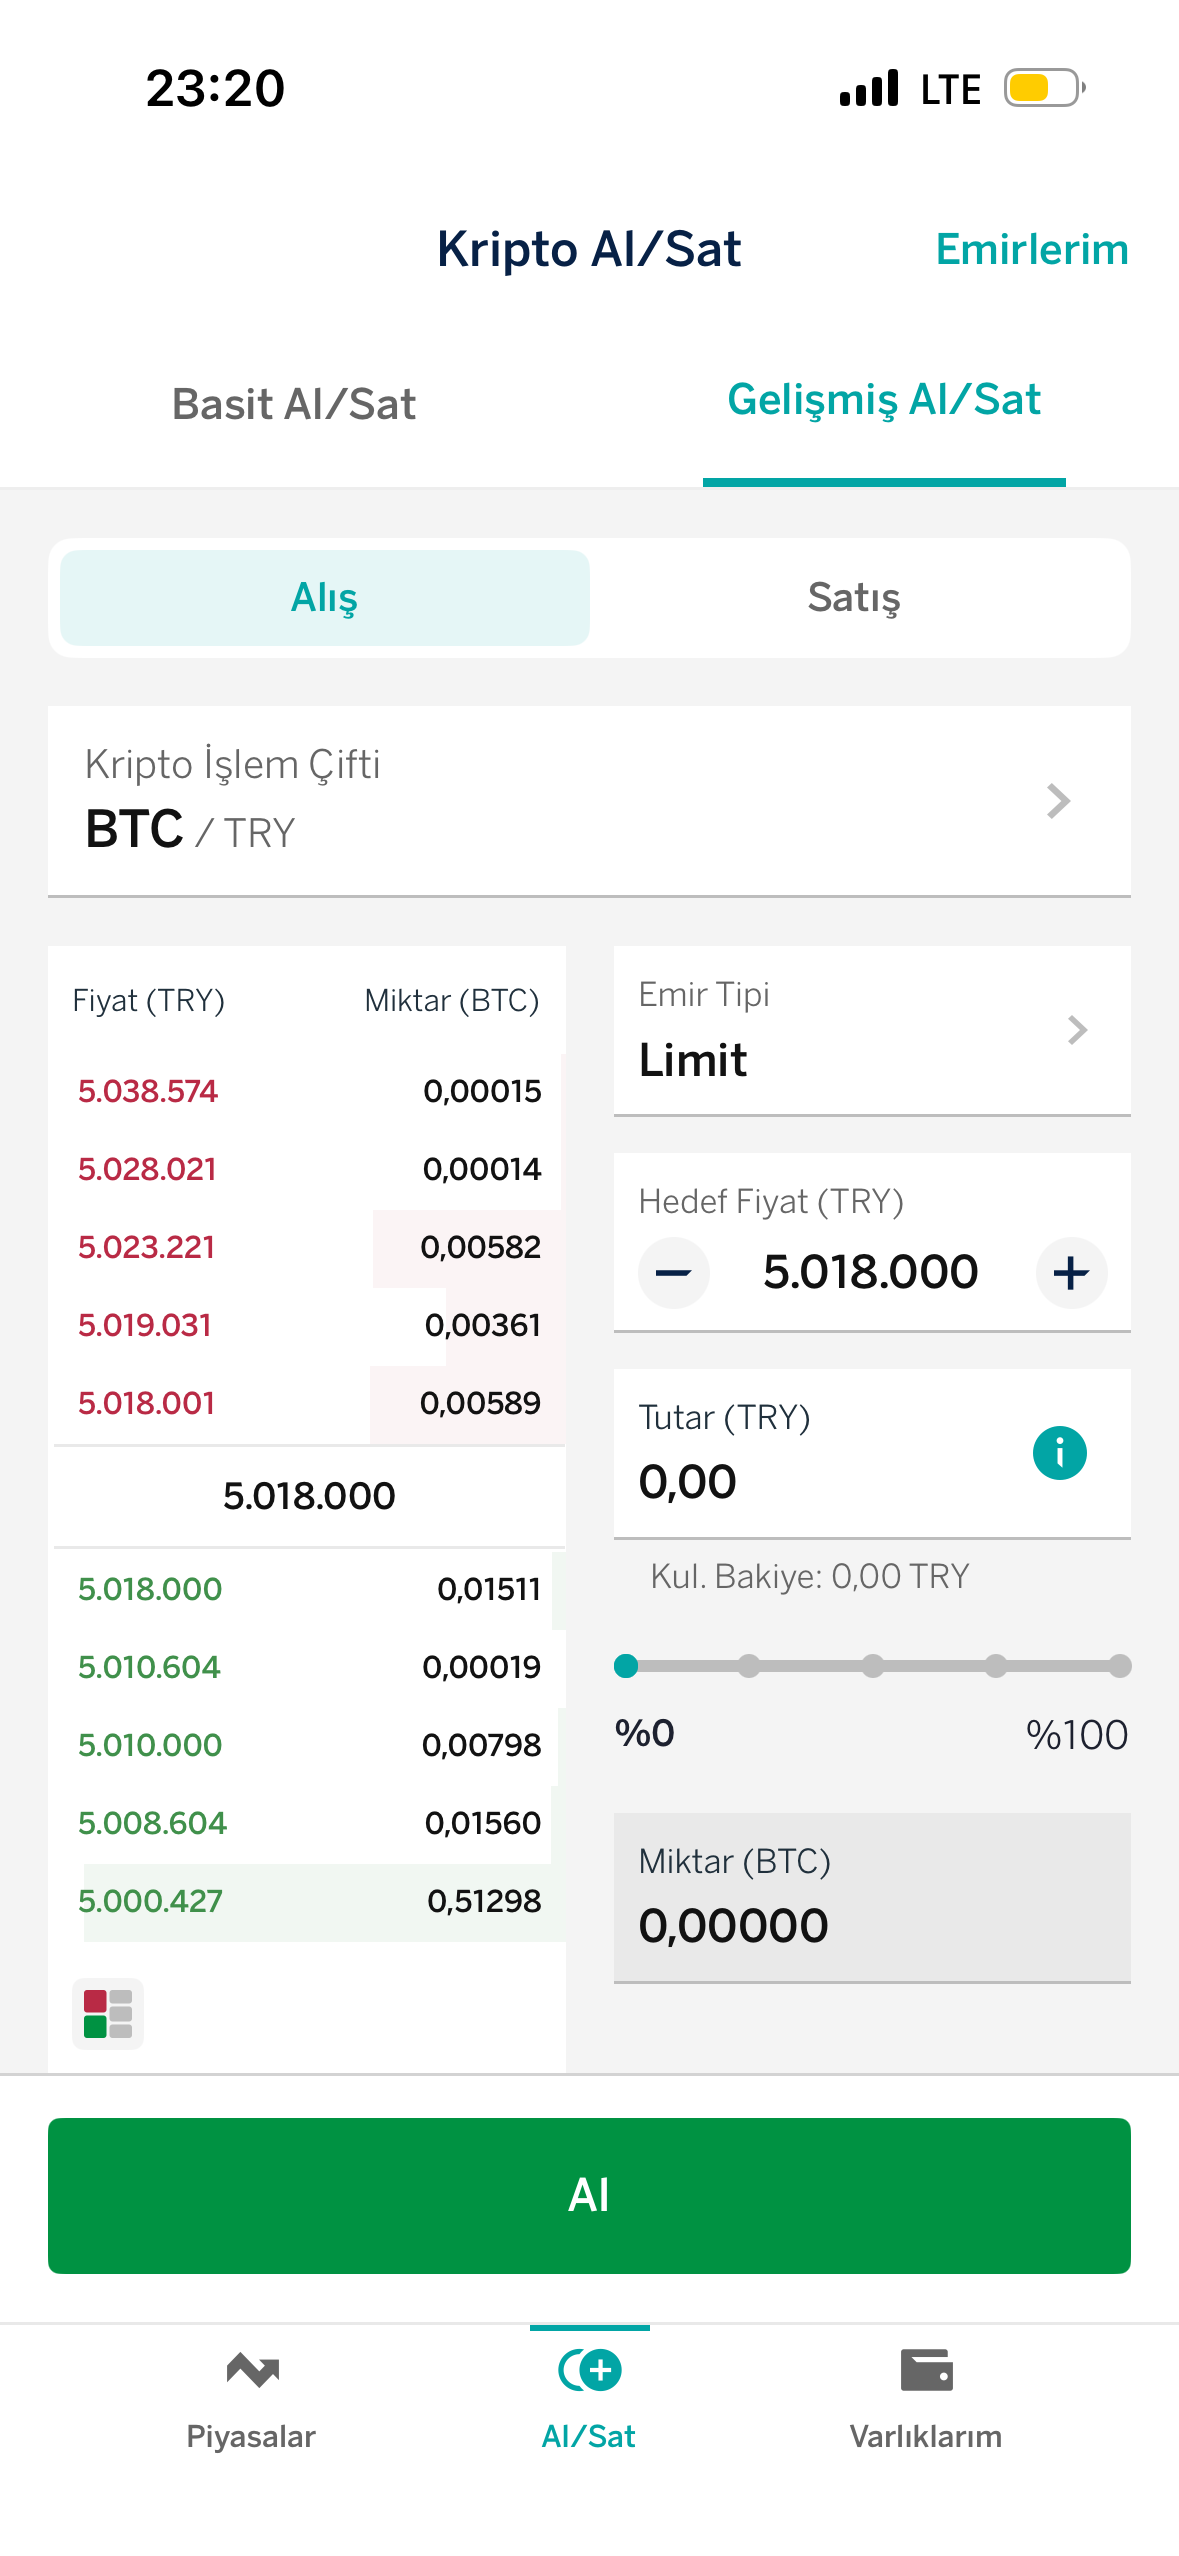 23:20
LTE
Kripto Al/Sat
Emirlerim
Basit Al/Sat
Gelişmiş Al/Sat
Alış
Satış
Kripto İşlem Çifti
BTC / TRY
Fiyat (TRY) Miktar (BTC)
5.038.574 0,00015
5.028.021 0,00014
5.023.221 0,00582
5.019.031 0,00361
5.018.001 0,00589
5.018.000
5.018.000 0,01511
5.010.604 0,00019
5.010.000 0,00798
5.008.604 0,01560
5.000.427 0,51298
Emir Tipi
Limit
Hedef Fiyat (TRY)
5.018.000
Tutar (TRY)
0,00
Kul. Bakiye: 0,00 TRY
%0 %100
Miktar (BTC)
0,00000
Al
Piyasalar
Al/Sat
Varlıklarım